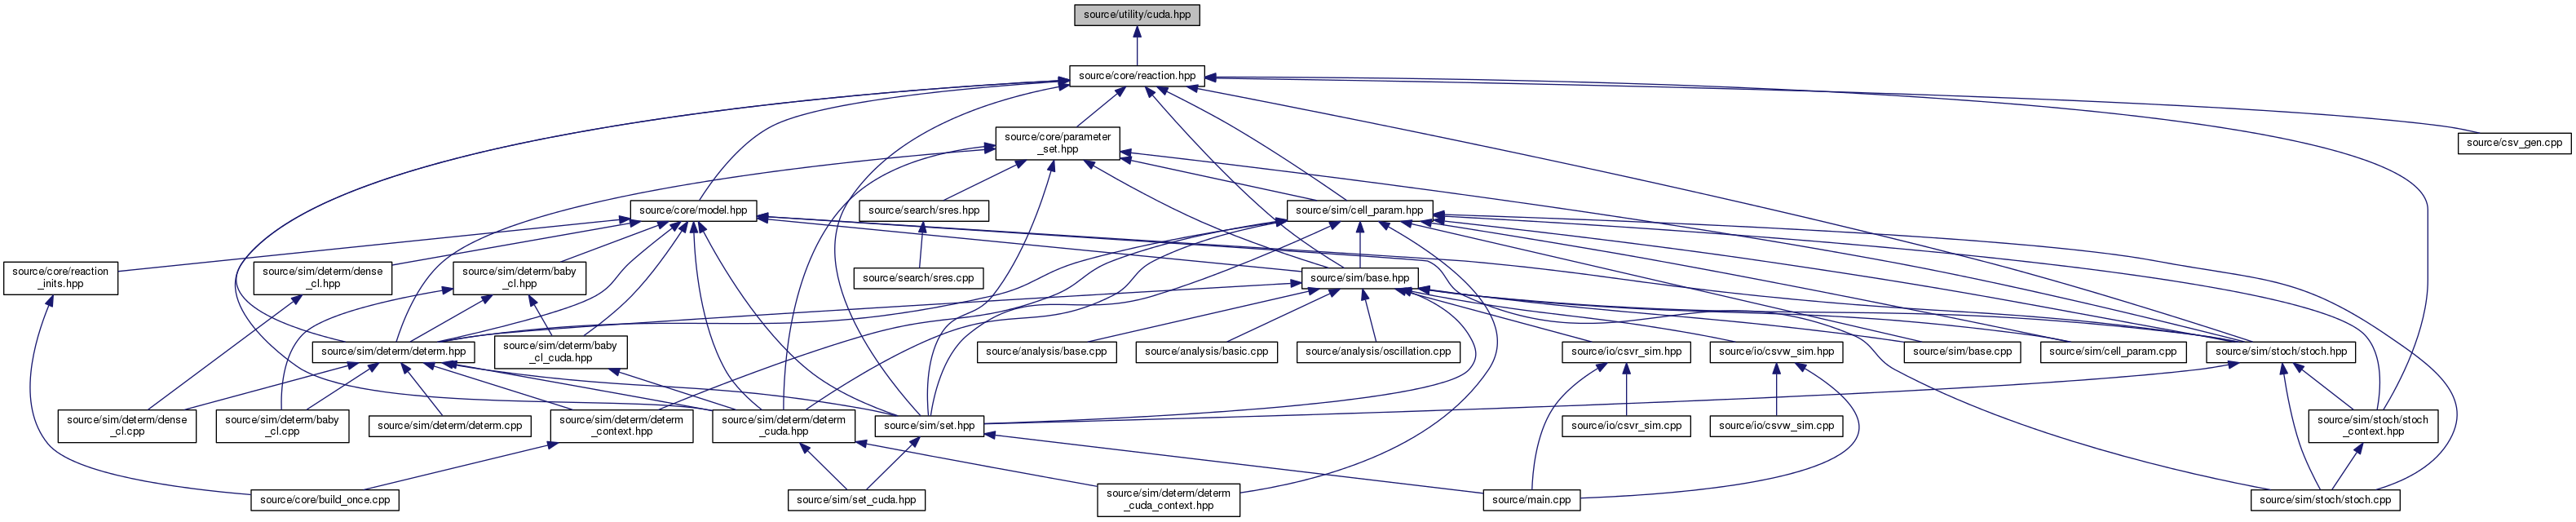 source/utility/cuda.hpp
source/core/reaction.hpp
source/core/parameter
_set.hpp
source/csv_gen.cpp
source/core/model.hpp
source/search/sres.hpp
source/sim/cell_param.hpp
source/core/reaction
_inits.hpp
source/sim/determ/dense
_cl.hpp
source/sim/determ/baby
_cl.hpp
source/search/sres.cpp
source/sim/base.hpp
source/sim/determ/determ.hpp
source/sim/determ/baby
_cl_cuda.hpp
source/analysis/base.cpp
source/analysis/basic.cpp
source/analysis/oscillation.cpp
source/io/csvr_sim.hpp
source/io/csvw_sim.hpp
source/sim/base.cpp
source/sim/cell_param.cpp
source/sim/stoch/stoch.hpp
source/sim/determ/dense
_cl.cpp
source/sim/determ/baby
_cl.cpp
source/sim/determ/determ.cpp
source/sim/determ/determ
_context.hpp
source/sim/determ/determ
_cuda.hpp
source/sim/set.hpp
source/io/csvr_sim.cpp
source/io/csvw_sim.cpp
source/sim/stoch/stoch
_context.hpp
source/core/build_once.cpp
source/sim/set_cuda.hpp
source/sim/determ/determ
_cuda_context.hpp
source/main.cpp
source/sim/stoch/stoch.cpp